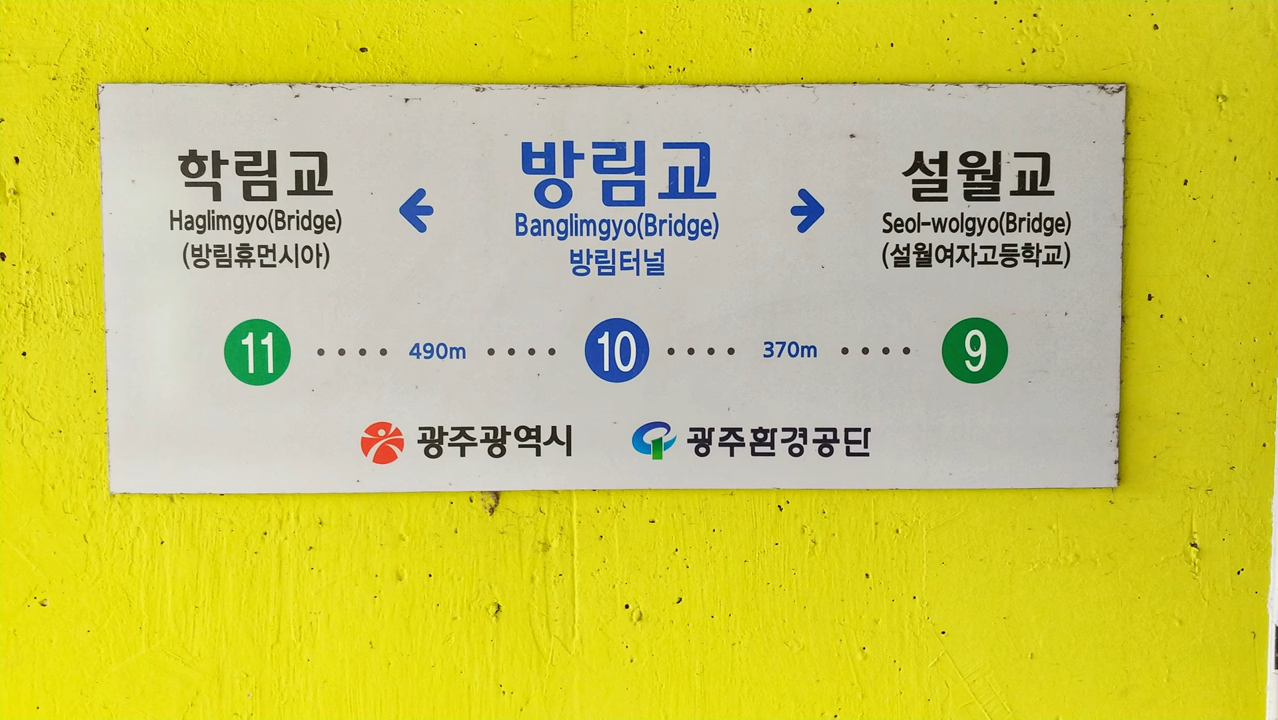 학림교
Haglimgyo(Bridge)
(방림휴먼시아)
방림교
Banglimgyo(Bridge)
방림터널
설월교
Seol-wolgyo(Bridge)
(설월여자고등학교)
11 .... 490m .... 10 .... 370m .... 9
광주광역시 광주환경공단